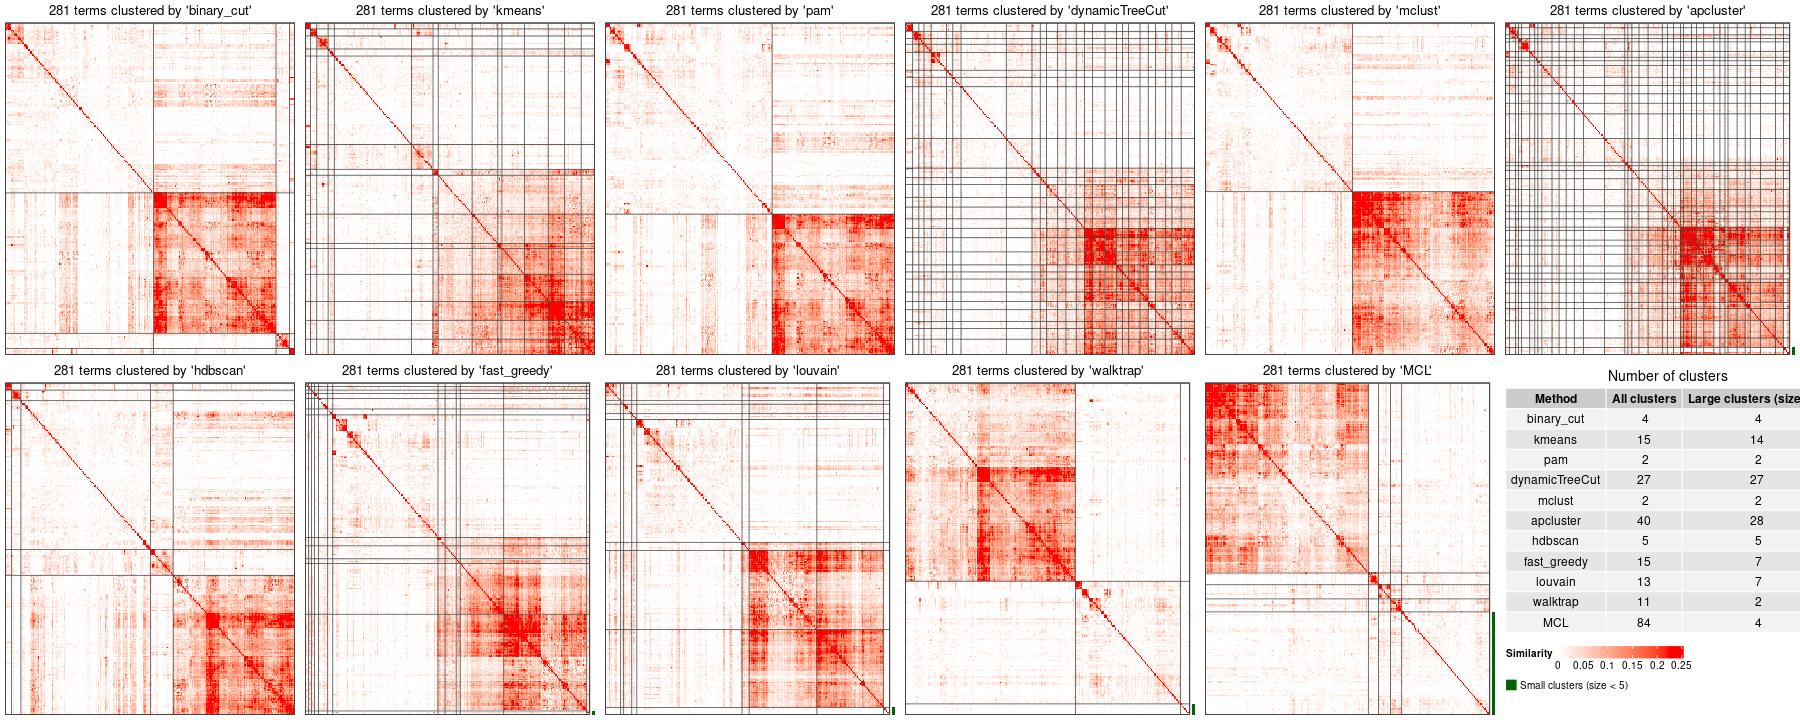 281 terms clustered by 'binary_cut'
281 terms clustered by 'kmeans'
281 terms clustered by 'pam'
281 terms clustered by 'dynamicTreeCut'
281 terms clustered by 'mclust'
281 terms clustered by 'apcluster'
281 terms clustered by 'hdbscan'
281 terms clustered by 'fast_greedy'
281 terms clustered by 'louvain'
281 terms clustered by 'walktrap'
281 terms clustered by 'MCL'
Number of clusters
Method All clusters Large clusters (size
binary_cut 4 4
kmeans 15 14
pam 2 2
dynamicTreeCut 27 27
mclust 2 2
apcluster 40 28
hdbscan 5 5
fast_greedy 15 7
louvain 13 7
walktrap 11 2
MCL 84 4
Similarity
0 0.05 0.1 0.15 0.2 0.25
Small clusters (size < 5)